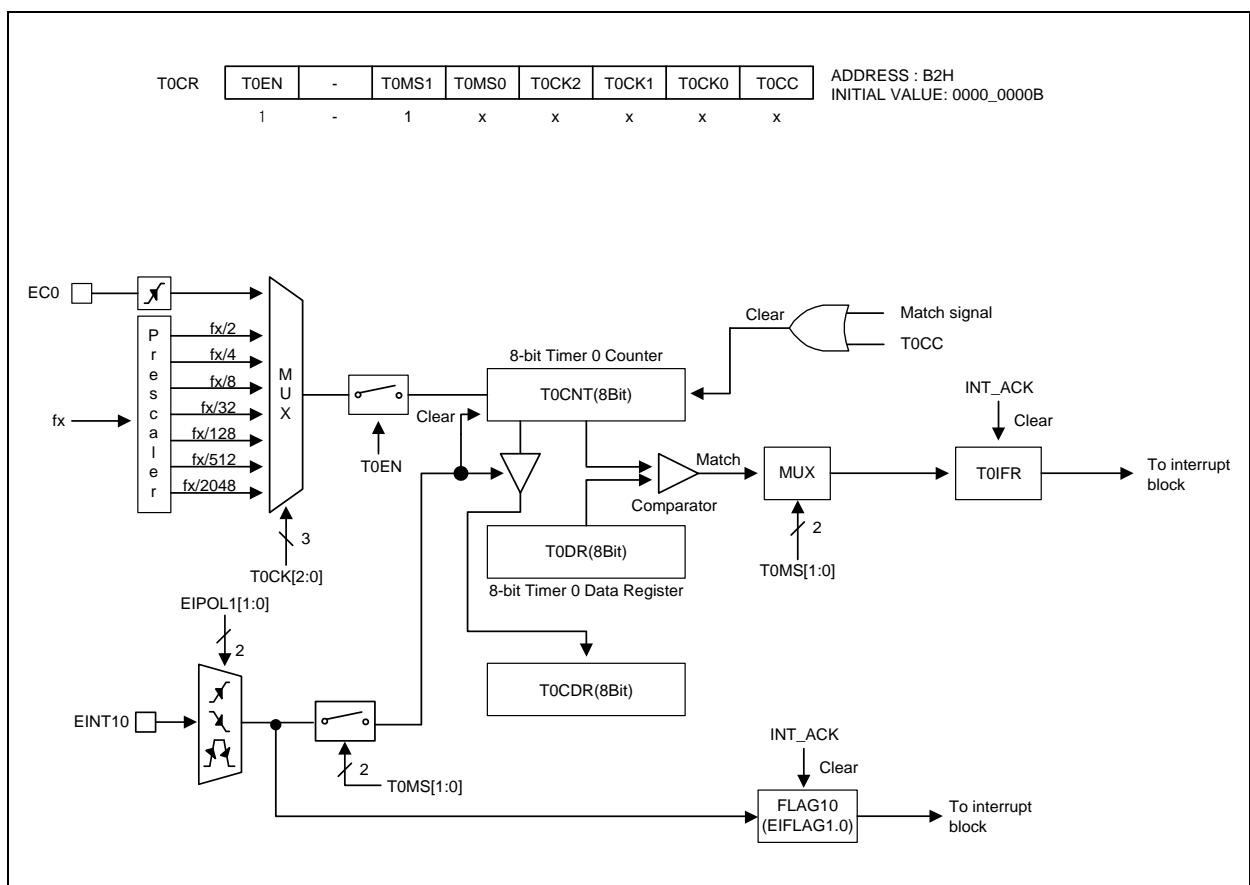 T0CR T0EN - T0MS1 T0MS0 T0CK2 T0CK1 T0CK0 T0CC ADDRESS : B2H
INITIAL VALUE: 0000_0000B
1 - 1 x x x x x
EC0
Prescaler
fx
fx/2
fx/4
fx/8
fx/32
fx/128
fx/512
fx/2048
MUX
3
T0CK[2:0]
T0EN
8-bit Timer 0 Counter
T0CNT(8Bit)
Clear
Clear
Match signal
T0CC
Match
Comparator
T0DR(8Bit)
8-bit Timer 0 Data Register
T0CDR(8Bit)
MUX
2
T0MS[1:0]
INT_ACK
Clear
T0IFR
To interrupt
block
EIPOL1[1:0]
2
EINT10
2
T0MS[1:0]
INT_ACK
Clear
FLAG10
(EIFLAG1.0)
To interrupt
block